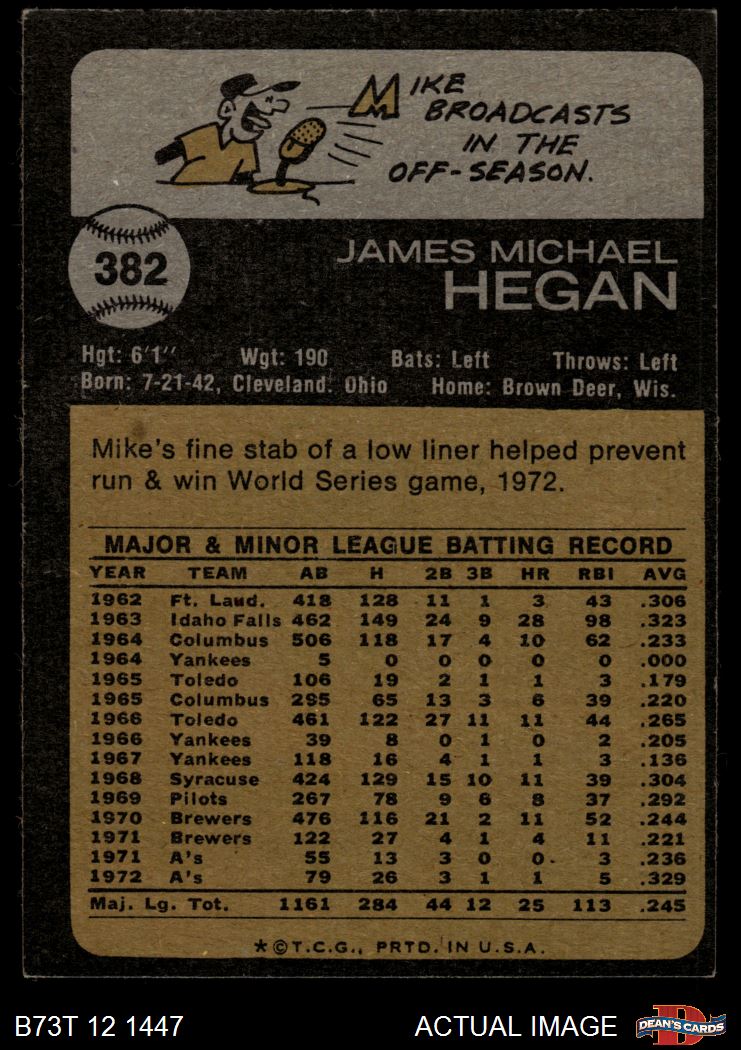 MIKE
BROADCASTS
IN THE
OFF-SEASON.
382
JAMES MICHAEL
HEGAN
Hgt: 6'1'' Wgt: 190 Bats: Left Throws: Left
Born: 7-21-42, Cleveland. Ohio Home: Brown Deer, Wis.
Mike's fine stab of a low liner helped prevent
run & win World Series game, 1972.
MAJOR & MINOR LEAGUE BATTING RECORD
YEAR TEAM AB H 2B 3B HR RBI AVG
1962 Ft. Laud. 418 128 11 1 3 43 .306
1963 Idaho Falls 462 149 24 9 28 98 .323
1964 Columbus 506 118 17 4 10 62 .233
1964 Yankees 5 0 0 0 0 0 .000
1965 Toledo 106 19 2 1 1 3 .179
1965 Columbus 295 65 13 3 6 39 .220
1966 Toledo 461 122 27 11 11 44 .265
1966 Yankees 39 8 0 1 0 2 .205
1967 Yankees 118 16 4 1 1 3 .136
1968 Syracuse 424 129 15 10 11 39 .304
1969 Pilots 267 78 9 6 8 37 .292
1970 Brewers 476 116 21 2 11 52 .244
1971 Brewers 122 27 4 1 4 11 .221
1971 A's 55 13 3 0 0 3 .236
1972 A's 79 26 3 1 1 5 .329
Maj. Lg. Tot. 1161 284 44 12 25 113 .245
*©T.C.G., PRTD. IN U.S.A.
B73T 12 1447 ACTUAL IMAGE DEAN'S CARDS